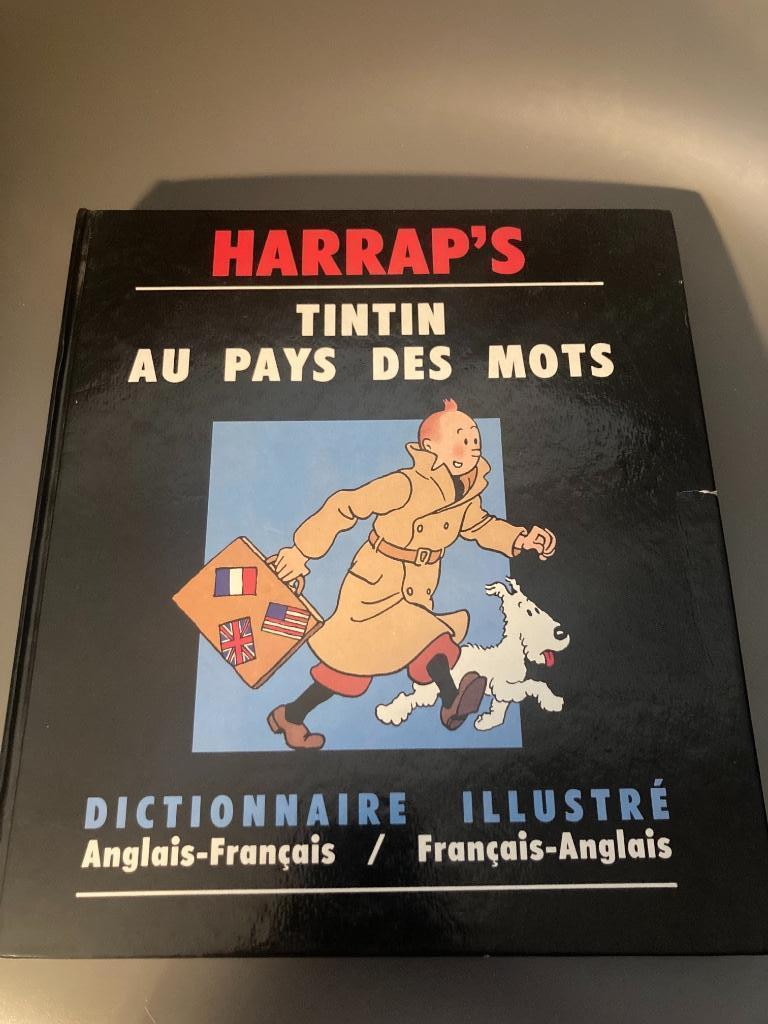 HARRAP'S
TINTIN
AU PAYS DES MOTS
DICTIONNAIRE ILLUSTRÉ
Anglais-Français / Français-Anglais